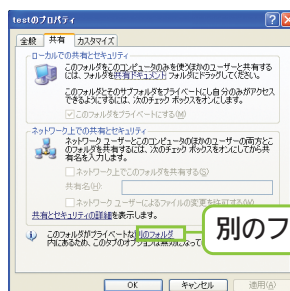 testのプロパティ
全般 共有 カスタマイズ
ローカルでの共有とセキュリティ
このフォルダをこのコンピュータのみを使うほかのユーザーと共有する
には、フォルダを共有ドキュメント フォルダにドラッグしてください。
このフォルダとそのサブフォルダをプライベートにし自分のみがアクセス
できるようにするには、次のチェック ボックスをオンにします。
このフォルダをプライベートにする(M)
ネットワーク上での共有とセキュリティ
ネットワーク ユーザーとこのコンピュータのほかのユーザーの両方とこ
のフォルダを共有するには、次のチェック ボックスをオンにしてから共
有名を入力します。
ネットワーク上でこのフォルダを共有する(S)
共有名(H):
ネットワーク ユーザーによるファイルの変更を許可する(W)
共有とセキュリティの詳細を表示します。
別のフ
このフォルダがプライベートな別のフォルダ
内にあるため、このタブのオプションは無効になって
OK キャンセル 適用(A)